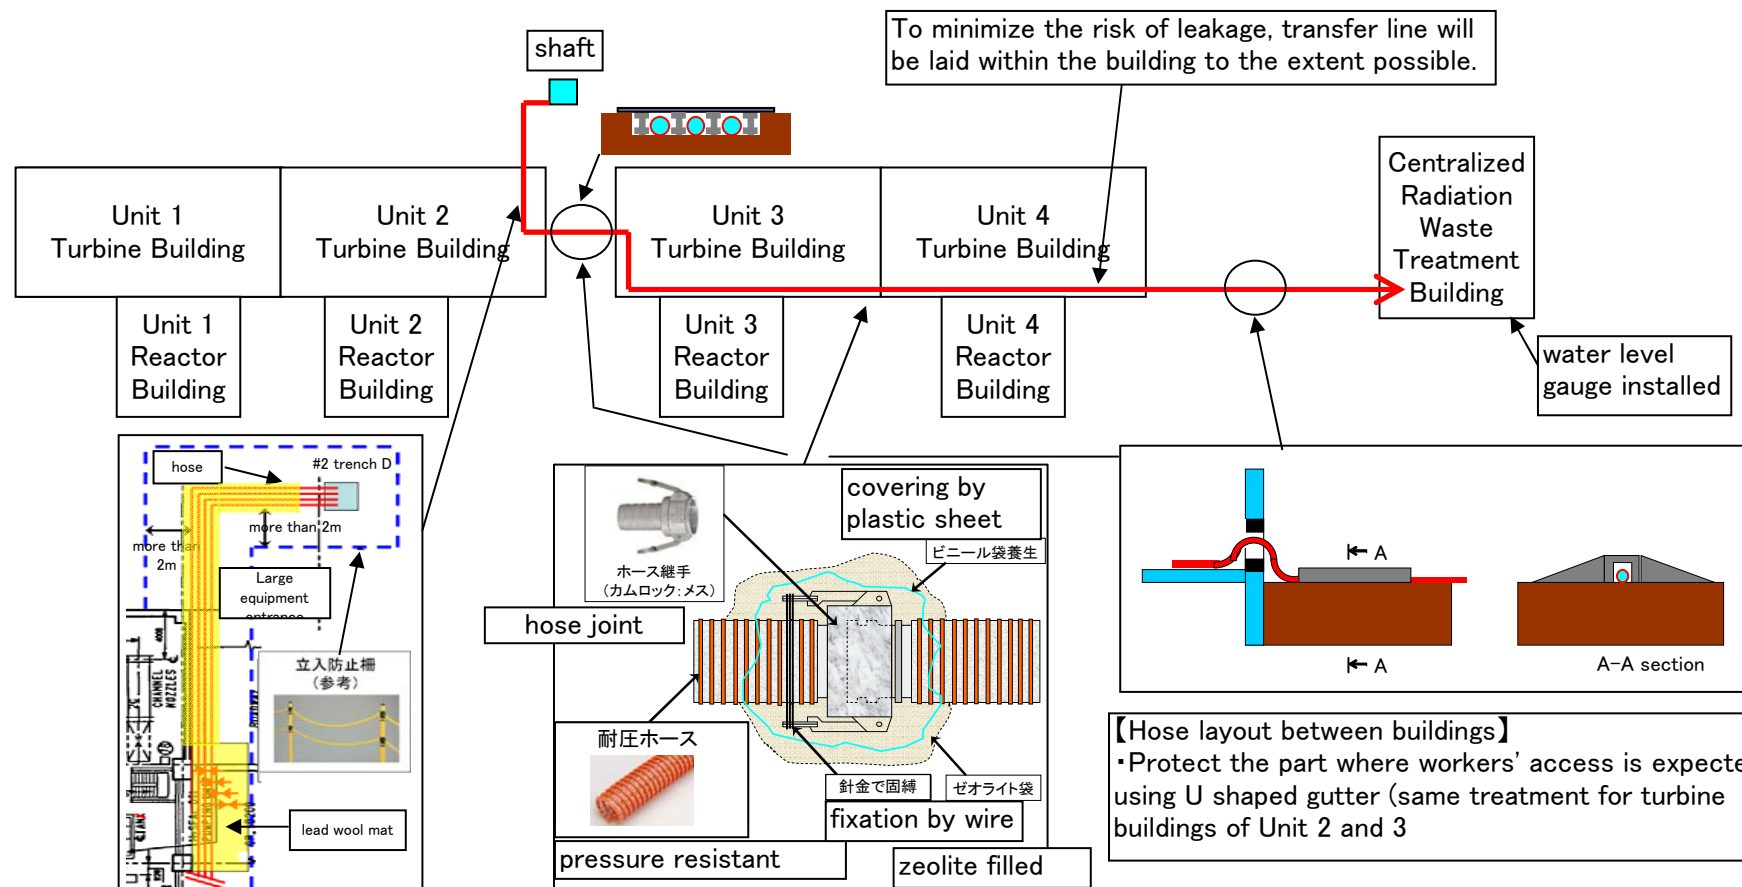 shaft
To minimize the risk of leakage, transfer line will
be laid within the building to the extent possible.
Unit 1
Turbine Building
Unit 2
Turbine Building
Unit 3
Turbine Building
Unit 4
Turbine Building
Centralized
Radiation
Waste
Treatment
Building
Unit 1
Reactor
Building
Unit 2
Reactor
Building
Unit 3
Reactor
Building
Unit 4
Reactor
Building
water level
gauge installed
hose
#2 trench D
more than 2m
more than
2m
Large
equipment
entrance
立入防止柵
(参考)
CHANNEL
NOZZLES
lead wool mat
ホース継手
(カムロック:メス)
covering by
plastic sheet
ビニール袋養生
hose joint
耐圧ホース
針金で固縛
ゼオライト袋
fixation by wire
pressure resistant
zeolite filled
A
A
A-A section
【Hose layout between buildings】
・Protect the part where workers' access is expecte
using U shaped gutter (same treatment for turbine
buildings of Unit 2 and 3